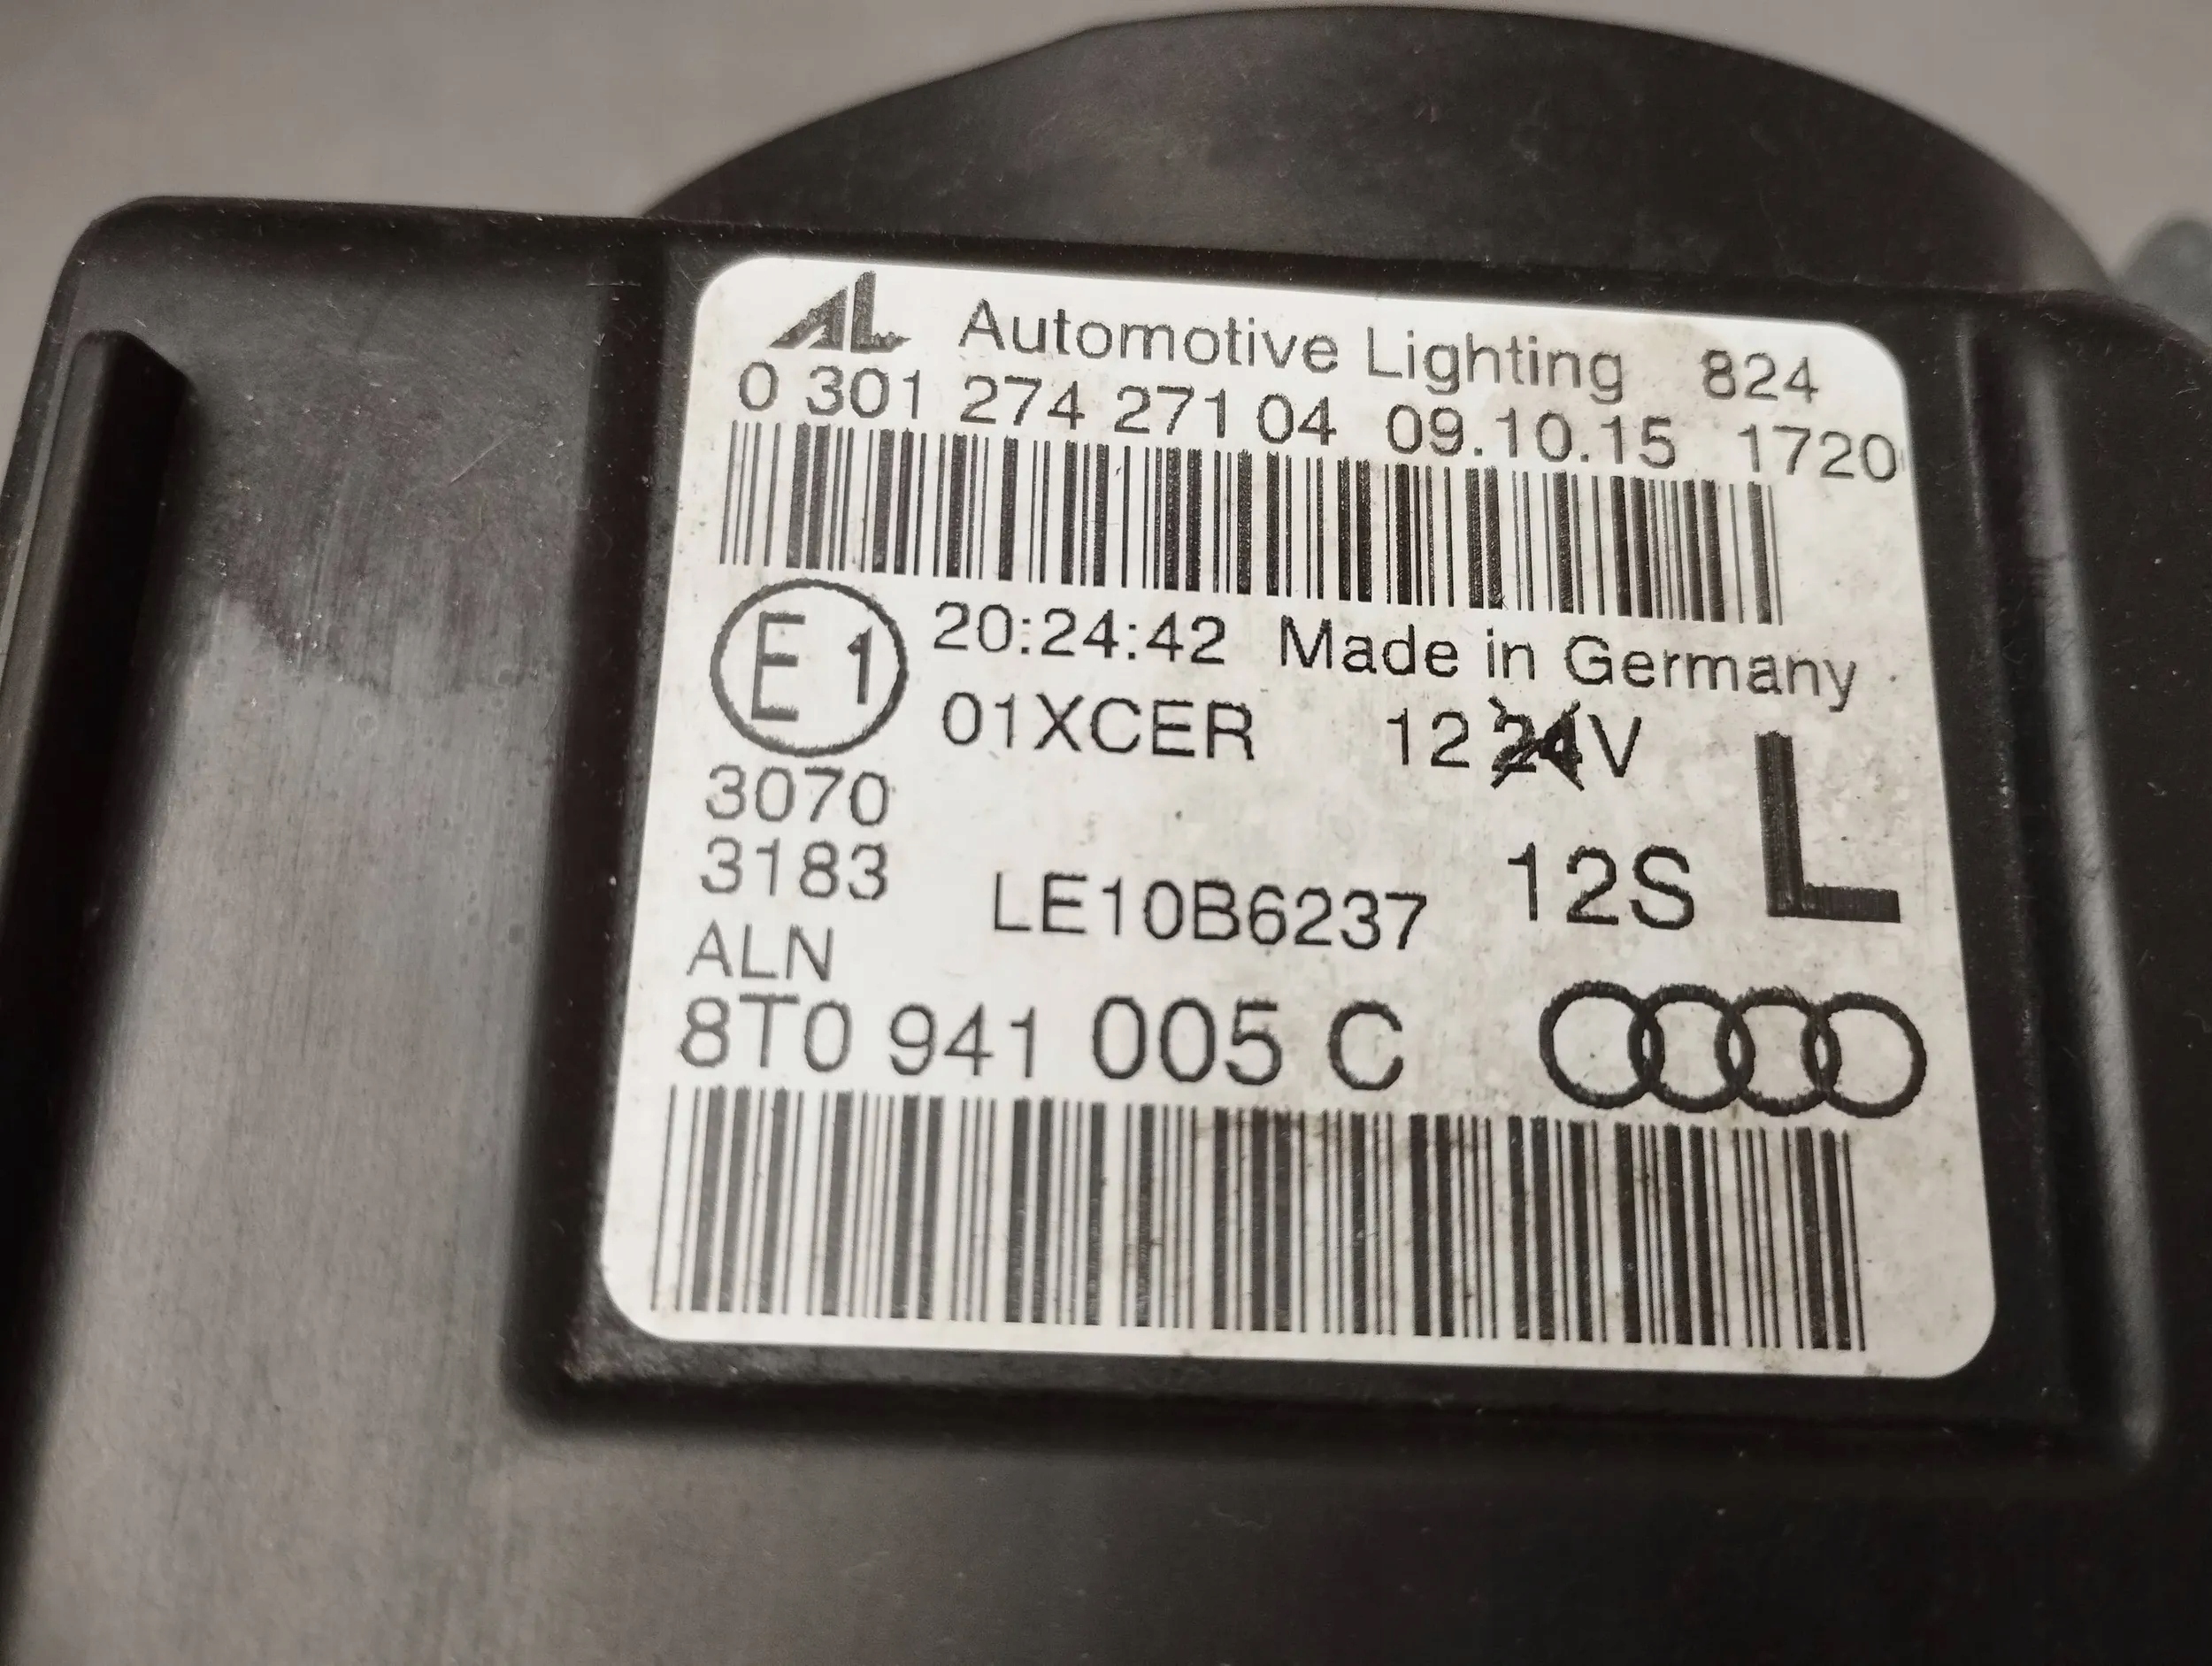 AL Automotive Lighting 824
0 301 274 271 04 09.10.15 1720
E1 20:24:42 Made in Germany
01XCER 12 24V
3070
3183 LE10B6237 12S L
ALN
8T0 941 005 C